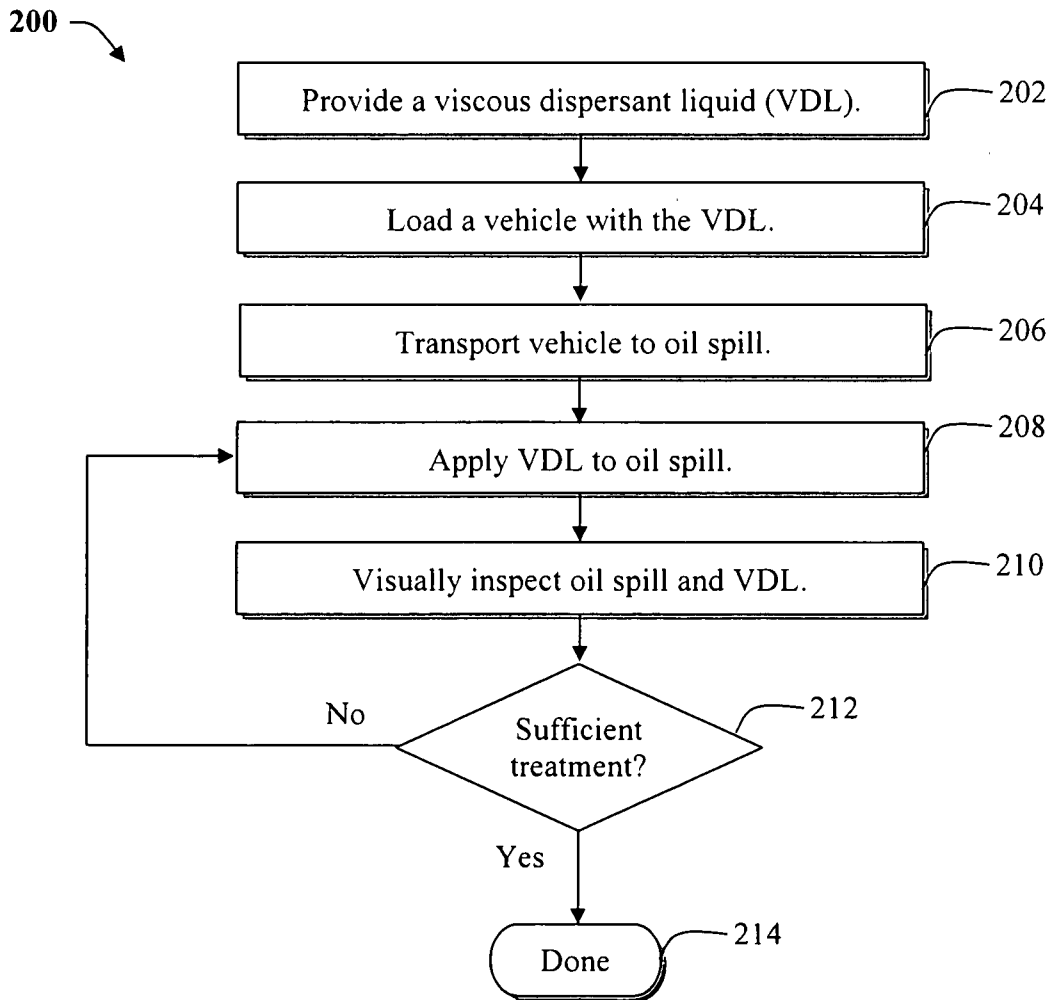 200
Provide a viscous dispersant liquid (VDL).
202
Load a vehicle with the VDL.
204
Transport vehicle to oil spill.
206
Apply VDL to oil spill.
208
Visually inspect oil spill and VDL.
210
No
Sufficient
treatment?
212
Yes
Done
214